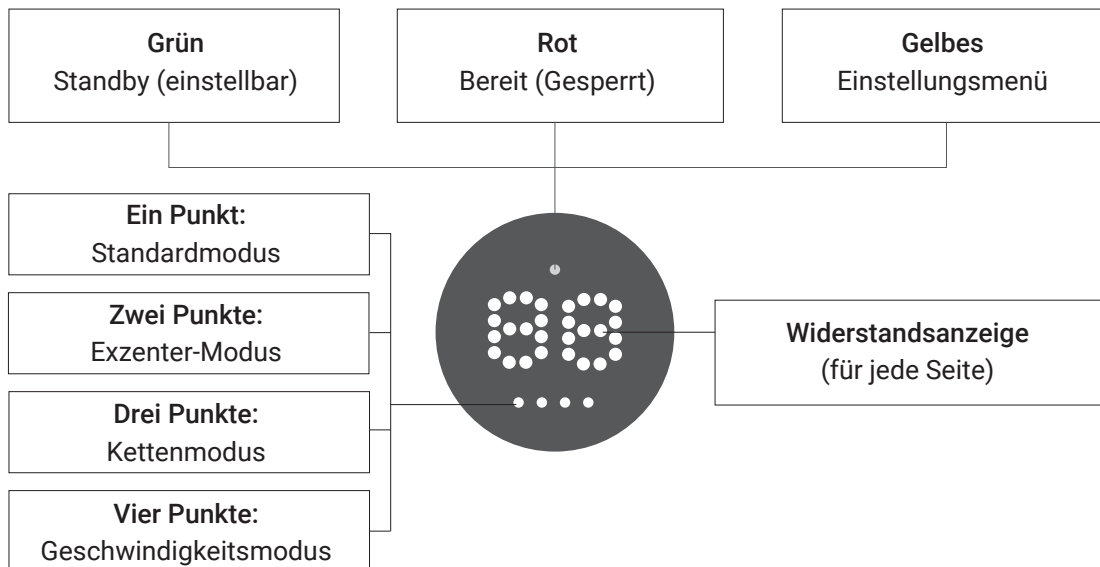 Grün
Standby (einstellbar)
Rot
Bereit (Gesperrt)
Gelbes
Einstellungsmenü
Ein Punkt:
Standardmodus
Zwei Punkte:
Exzenter-Modus
Drei Punkte:
Kettenmodus
Vier Punkte:
Geschwindigkeitsmodus
88
Widerstandsanzeige
(für jede Seite)